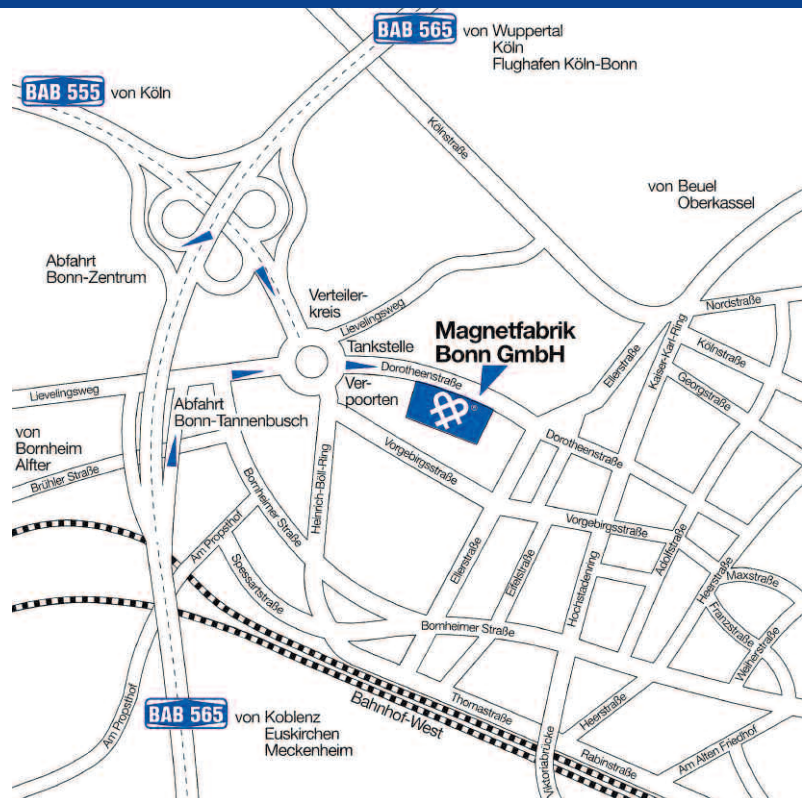 BAB 565
von Wuppertal
Köln
Flughafen Köln-Bonn
BAB 555
von Köln
Kölnstraße
von Beuel
Oberkassel
Abfahrt
Bonn-Zentrum
Verteiler-
kreis
Lievelingsweg
Nordstraße
Tankstelle
Magnetfabrik
Bonn GmbH
Ellerstraße
Kaiser-Karl-Ring
Kölnstraße
Georgstraße
Dorotheenstraße
Ver-
poorten
®
Lievelingsweg
Abfahrt
Bonn-Tannenbusch
von
Bornheim
Alfter
Brühler Straße
Vorgebirgsstraße
Dorotheenstraße
Heinrich-Böll-Ring
Bornheimer Straße
Am Propsthof
Spessartstraße
Vorgebirgsstraße
Ellerstraße
Eifelstraße
Hochstadenring
Adolfstraße
Heerstraße
Maxstraße
Franzstraße
Weiherstraße
Bornheimer Straße
Am Propsthof
BAB 565
von Koblenz
Euskirchen
Meckenheim
Bahnhof-West
Thomastraße
Viktoriabrücke
Heerstraße
Rabinstraße
Am Alten Friedhof